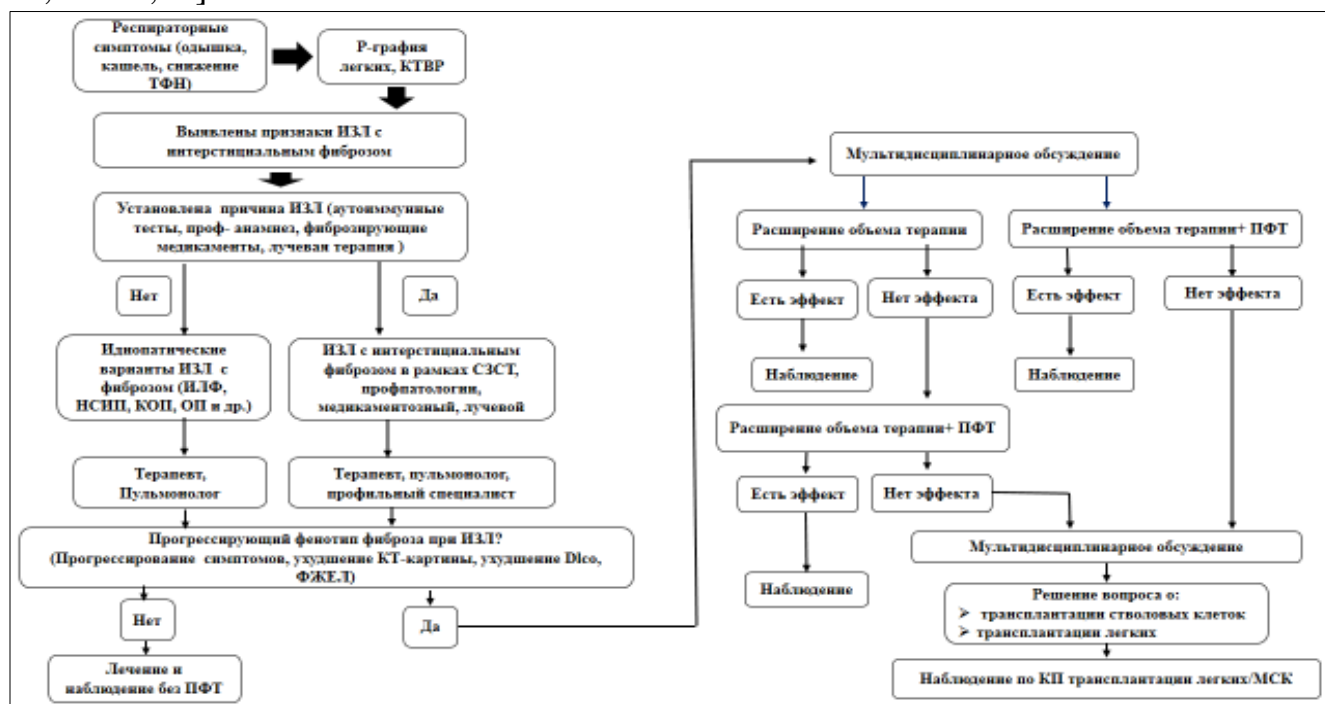 Респираторные
симптомы (одышка,
кашель, снижение
ТФН)
Р-графия
легких, КТВР
Выявлены признаки ИЗЛ с
интерстициальным фиброзом
Установлена причина ИЗЛ (аутоиммунные
тесты, проф- анамнез, фиброзирующие
медикаменты, лучевая терапия )
Нет
Да
Идиопатические
варианты ИЗЛ с
фиброзом (ИЛФ,
НСИП, КОП, ОП и др.)
ИЗЛ с интерстициальным
фиброзом в рамках СЗСТ,
профпатологии,
медикаментозный, лучевой
Терапевт,
Пульмонолог
Терапевт, пульмонолог,
профильный специалист
Прогрессирующий фенотип фиброза при ИЗЛ?
(Прогрессирование симптомов, ухудшение КТ-картины, ухудшение Dlco,
ФЖЕЛ)
Нет
Да
Лечение и
наблюдение без ПФТ
Мультидисциплинарное обсуждение
Расширение объема терапии
Расширение объема терапии+ ПФТ
Есть эффект
Нет эффекта
Есть эффект
Нет эффекта
Наблюдение
Наблюдение
Расширение объема терапии+ ПФТ
Есть эффект
Нет эффекта
Наблюдение
Мультидисциплинарное обсуждение
Решение вопроса о:
➢ трансплантации стволовых клеток
➢ трансплантации легких
Наблюдение по КП трансплантации легких/МСК